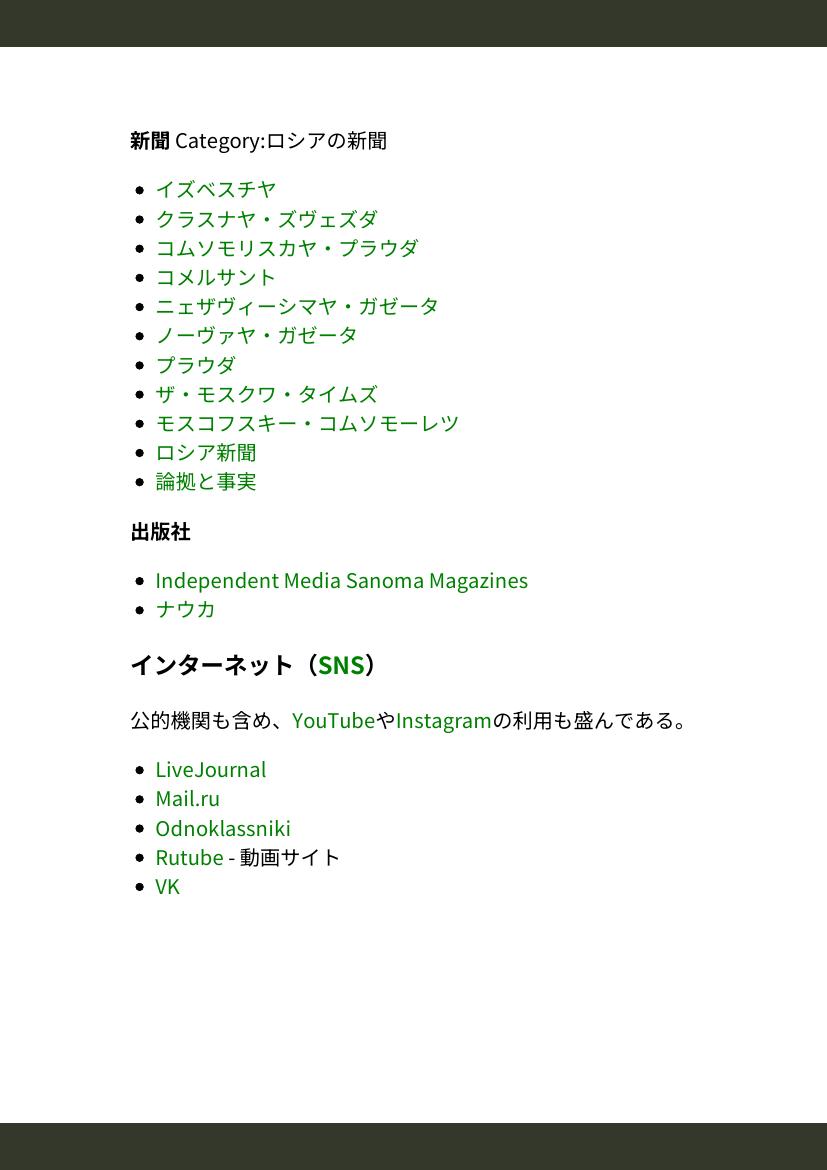 新聞 Category:ロシアの新聞
イズベスチヤ
クラスナヤ・ズヴェズダ
コムソモリスカヤ・プラウダ
コメルサント
ニェザヴィーシマヤ・ガゼータ
ノーヴァヤ・ガゼータ
プラウダ
ザ・モスクワ・タイムズ
モスコフスキー・コムソモーレツ
ロシア新聞
論拠と事実
出版社
Independent Media Sanoma Magazines
ナウカ
インターネット（SNS）
公的機関も含め、YouTubeやInstagramの利用も盛んである。
LiveJournal
Mail.ru
Odnoklassniki
Rutube - 動画サイト
VK